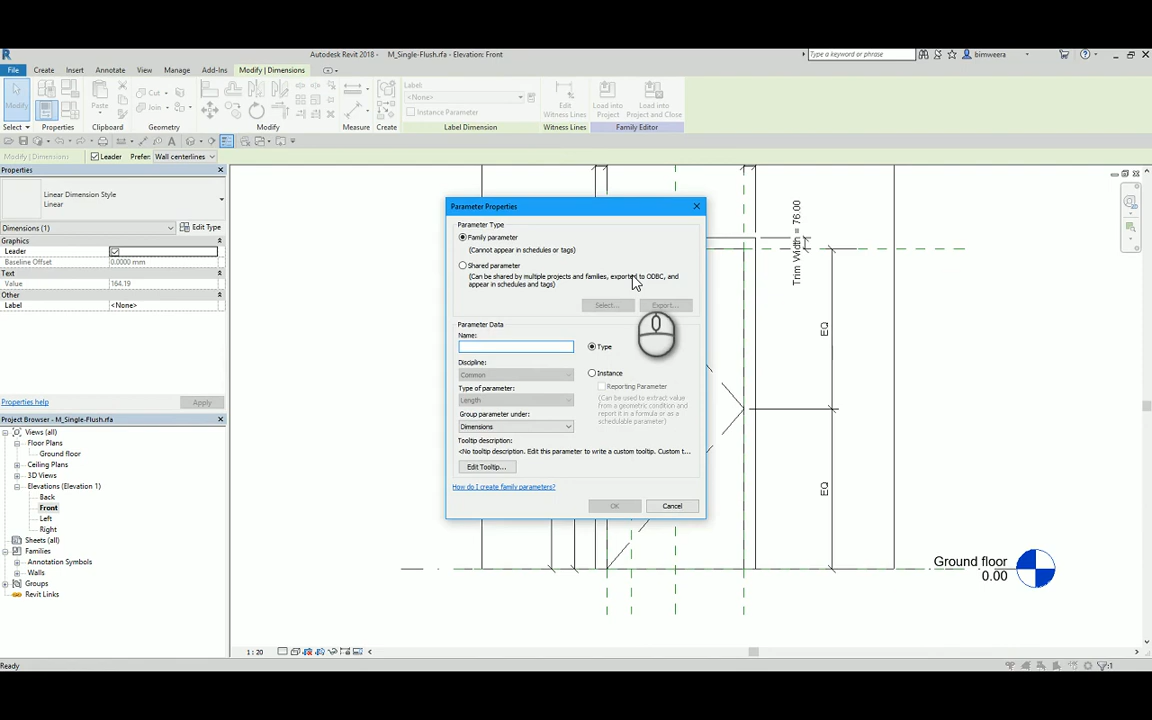 Autodesk Revit 2018 - M_Single-Flush.rfa - Elevation: Front
Type a keyword or phrase
bimweera
File Create Insert Annotate View Manage Add-Ins Modify | Dimensions
Modify
Paste
Cut
Join
Label:
<None>
Instance Parameter
Edit
Witness Lines
Load into
Project
Load into
Project and Close
Select Properties Clipboard Geometry Modify Measure Create Label Dimension Witness Lines Family Editor
Modify | Dimensions Leader Prefer: Wall centerlines
Properties
Linear Dimension Style
Linear
Dimensions (1) Edit Type
Graphics
Leader
Baseline Offset 0.0000 mm
Text
Value 164.19
Other
Label <None>
Properties help Apply
Project Browser - M_Single-Flush.rfa
Views (all)
Floor Plans
Ground floor
Ceiling Plans
3D Views
Elevations (Elevation 1)
Back
Front
Left
Right
Sheets (all)
Families
Annotation Symbols
Walls
Groups
Revit Links
Parameter Properties
Parameter Type
Family parameter
(Cannot appear in schedules or tags)
Shared parameter
(Can be shared by multiple projects and families, exported to ODBC, and
appear in schedules and tags)
Select... Export...
Parameter Data
Name:
Type
Discipline:
Common
Instance
Type of parameter:
Reporting Parameter
Length
(Can be used to extract value
from a geometric condition and
report it in a formula or as a
schedulable parameter)
Group parameter under:
Dimensions
Tooltip description:
<No tooltip description. Edit this parameter to write a custom tooltip. Custom t...
Edit Tooltip...
How do I create family parameters?
OK Cancel
Trim Width = 76.00
EQ
EQ
Ground floor
0.00
1 : 20
Ready
:1